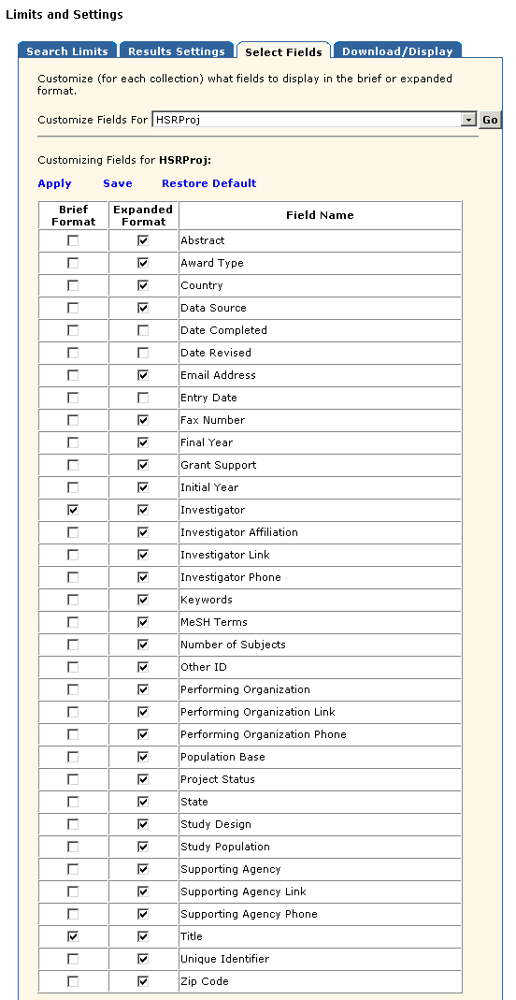 Limits and Settings
Search Limits Results Settings Select Fields Download/Display
Customize (for each collection) what fields to display in the brief or expanded
format.
Customize Fields For HSRProj Go
Customizing Fields for HSRProj:
Apply Save Restore Default
Brief Format Expanded Format Field Name
Abstract
Award Type
Country
Data Source
Date Completed
Date Revised
Email Address
Entry Date
Fax Number
Final Year
Grant Support
Initial Year
Investigator
Investigator Affiliation
Investigator Link
Investigator Phone
Keywords
MeSH Terms
Number of Subjects
Other ID
Performing Organization
Performing Organization Link
Performing Organization Phone
Population Base
Project Status
State
Study Design
Study Population
Supporting Agency
Supporting Agency Link
Supporting Agency Phone
Title
Unique Identifier
Zip Code